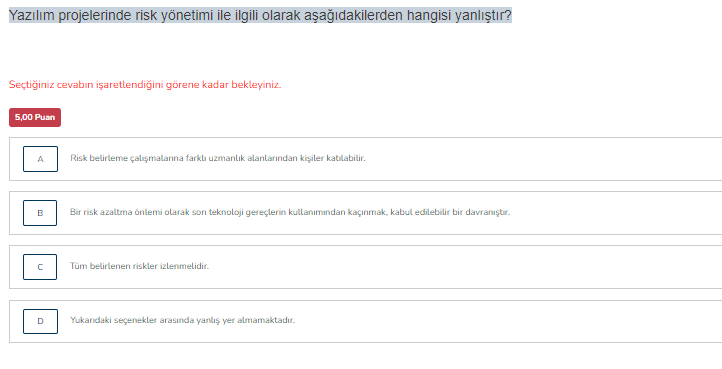 Yazılım projelerinde risk yönetimi ile ilgili olarak aşağıdakilerden hangisi yanlıştır?
Seçtiğiniz cevabın işaretlendiğini görene kadar bekleyiniz.
5,00 Puan
A Risk belirleme çalışmalarına farklı uzmanlık alanlarından kişiler katılabilir.
B Bir risk azaltma önlemi olarak son teknoloji gereçlerin kullanımından kaçınmak, kabul edilebilir bir davranıştır.
C Tüm belirlenen riskler izlenmelidir.
D Yukarıdaki seçenekler arasında yanlış yer almamaktadır.